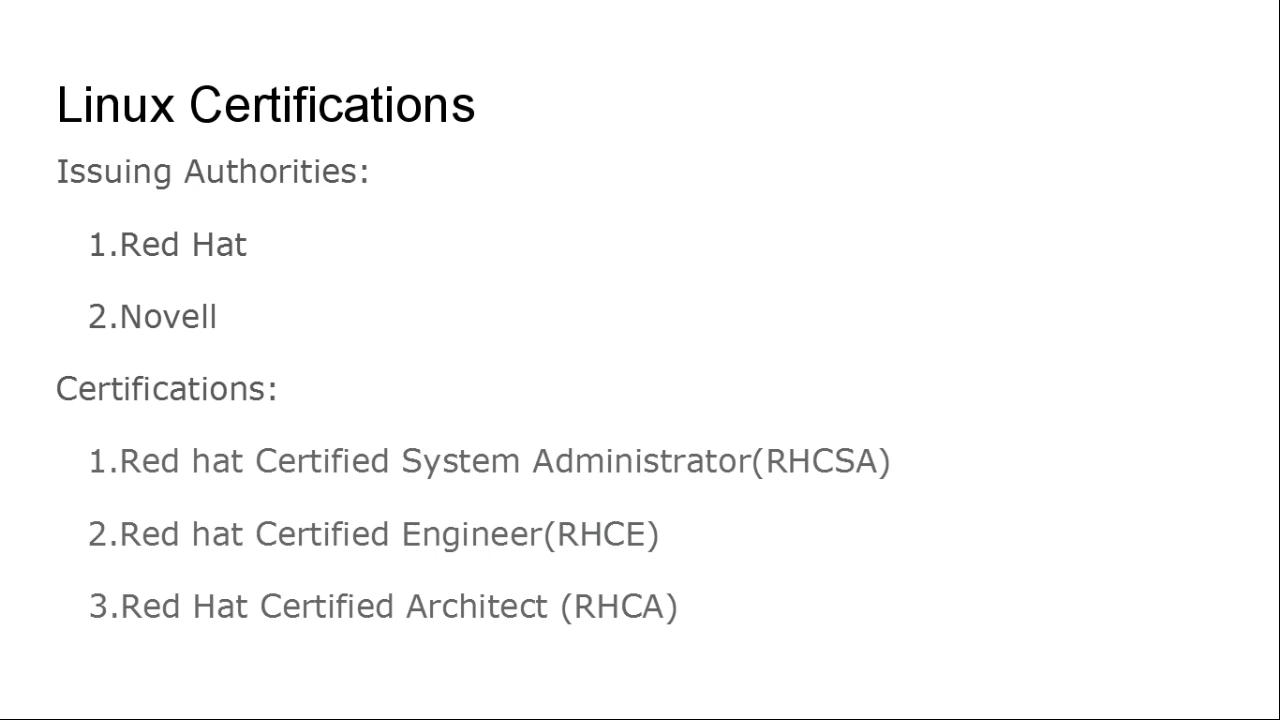 Linux Certifications
Issuing Authorities:
1.Red Hat
2.Novell
Certifications:
1.Red hat Certified System Administrator(RHCSA)
2.Red hat Certified Engineer(RHCE)
3.Red Hat Certified Architect (RHCA)